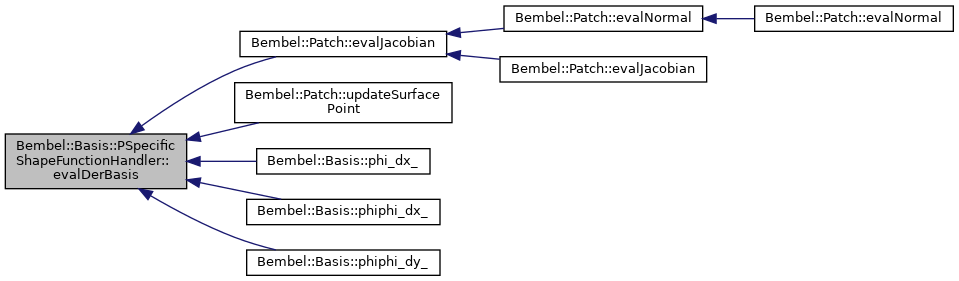 Bembel::Basis::PSpecific
ShapeFunctionHandler::
evalDerBasis
Bembel::Patch::evalJacobian
Bembel::Patch::evalNormal
Bembel::Patch::evalNormal
Bembel::Patch::evalJacobian
Bembel::Patch::updateSurface
Point
Bembel::Basis::phi_dx_
Bembel::Basis::phiphi_dx_
Bembel::Basis::phiphi_dy_